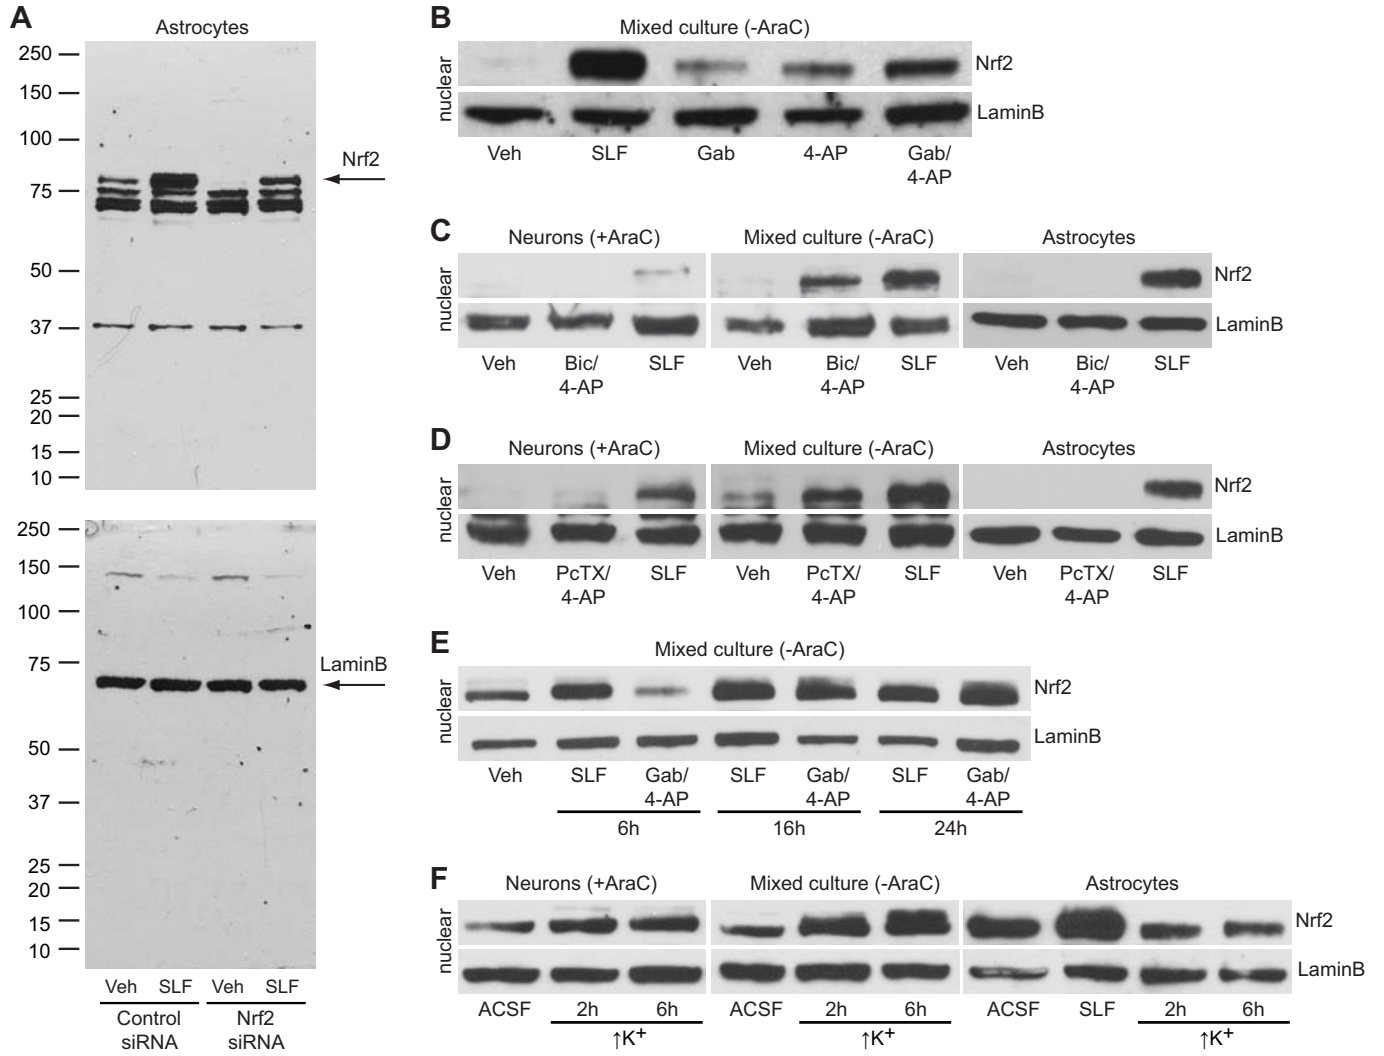 A
Astrocytes
250
150
100
75
50
37
25
20
15
10
Nrf2
250
150
100
75
50
37
25
20
15
10
LaminB
Veh SLF Veh SLF
Control siRNA
Nrf2 siRNA
B
Mixed culture (-AraC)
nuclear
Nrf2
LaminB
Veh SLF Gab 4-AP Gab/ 4-AP
C
Neurons (+AraC) Mixed culture (-AraC) Astrocytes
nuclear
Nrf2
LaminB
Veh Bic/ 4-AP SLF Veh Bic/ 4-AP SLF Veh Bic/ 4-AP SLF
D
Neurons (+AraC) Mixed culture (-AraC) Astrocytes
nuclear
Nrf2
LaminB
Veh PcTX/ 4-AP SLF Veh PcTX/ 4-AP SLF Veh PcTX/ 4-AP SLF
E
Mixed culture (-AraC)
nuclear
Nrf2
LaminB
Veh SLF Gab/ 4-AP SLF Gab/ 4-AP SLF Gab/ 4-AP
6h 16h 24h
F
Neurons (+AraC) Mixed culture (-AraC) Astrocytes
nuclear
Nrf2
LaminB
ACSF 2h 6h ACSF 2h 6h ACSF SLF 2h 6h
↑K+ ↑K+ ↑K+